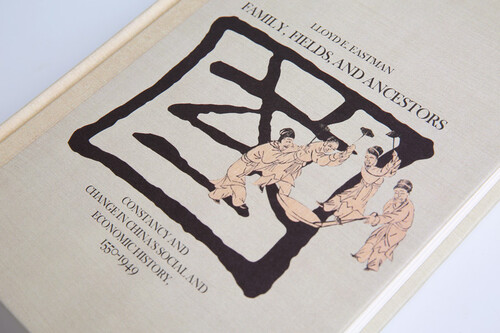 LLOYD E. EASTMAN
FAMILY, FIELDS, AND ANCESTORS
CONSTANCY AND
CHANGE IN CHINA'S SOCIAL AND
ECONOMIC HISTORY,
1550-1949